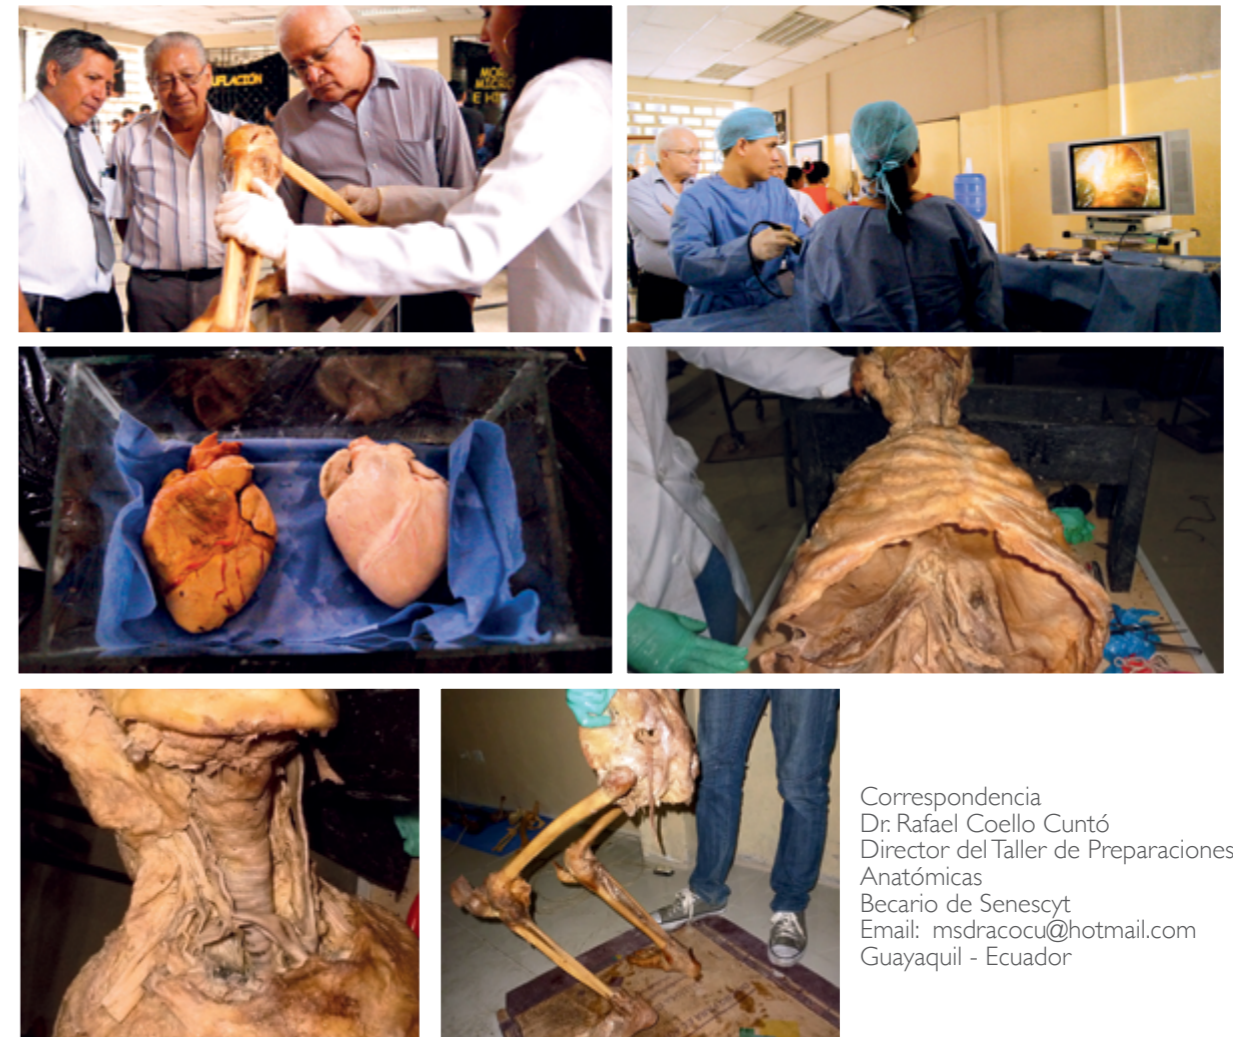 UFLACIÓN
Correspondencia
Dr. Rafael Coello Cuntó
Director del Taller de Preparaciones
Anatómicas
Becario de Senescyt
Email:  msdracocu@hotmail.com
Guayaquil - Ecuador